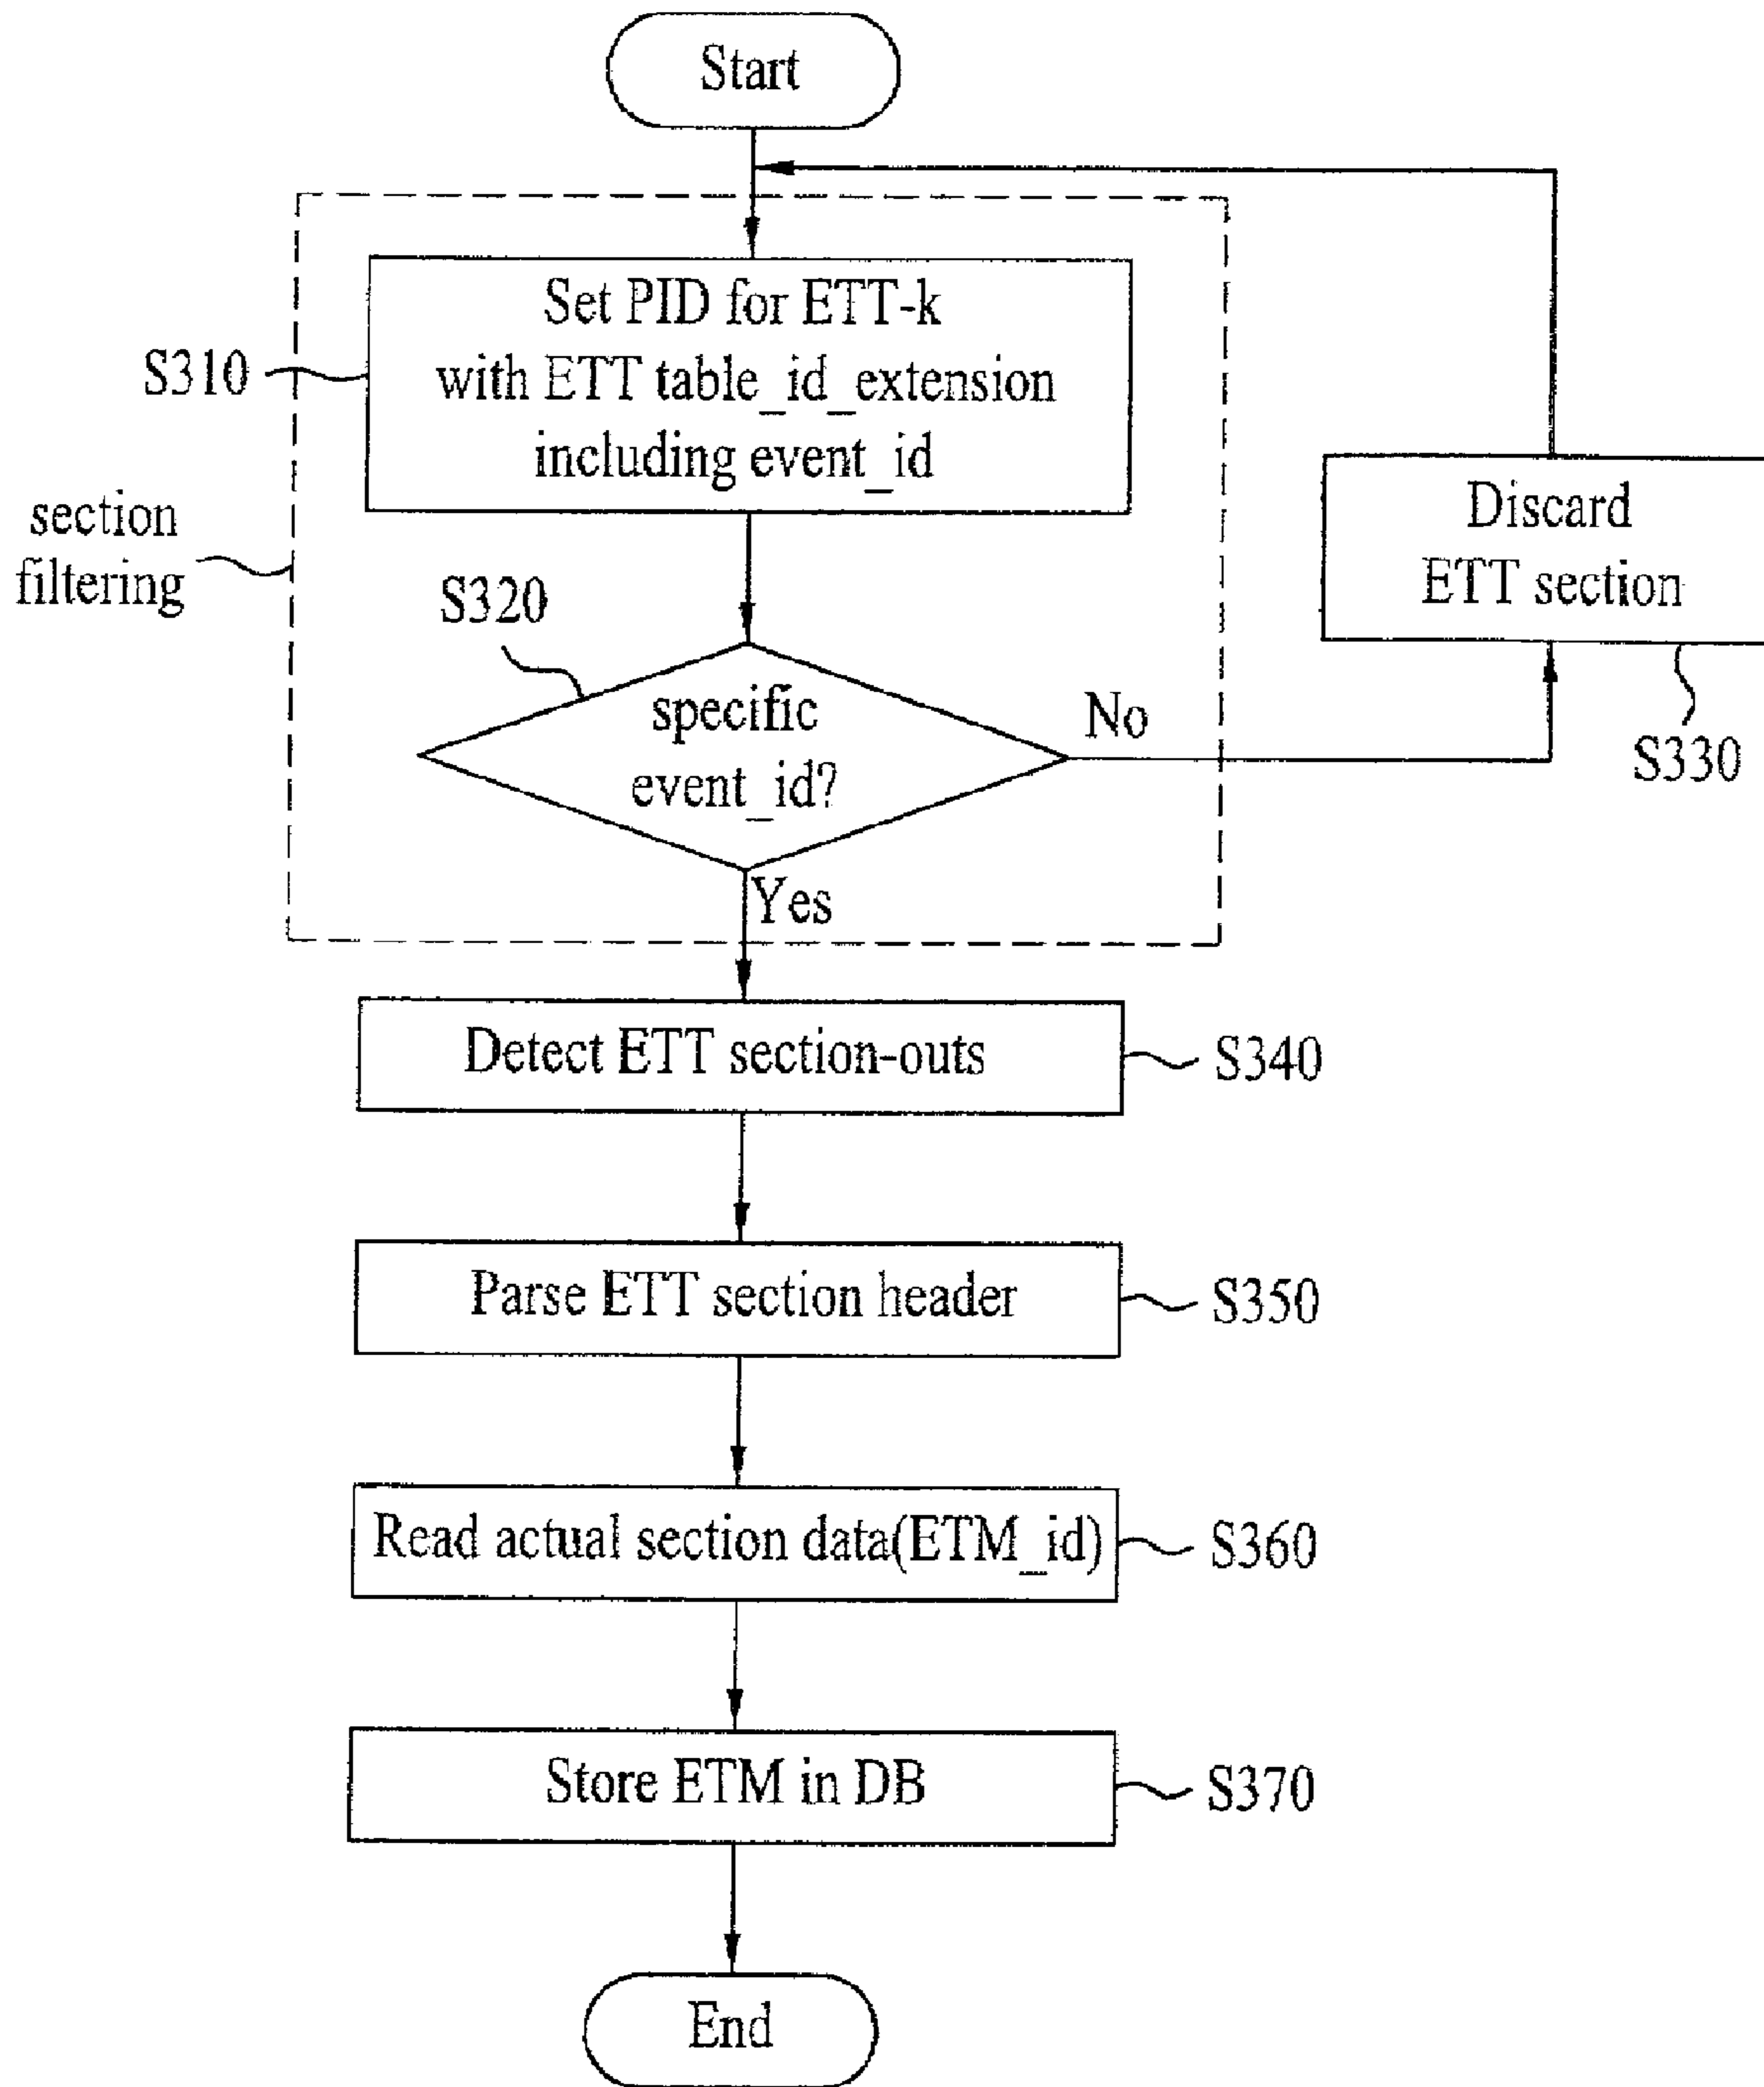 Start
Set PID for ETT-k
with ETT table_id_extension
including event_id
S310
section
filtering
Discard
ETT section
S330
S320
specific
event_id?
No
Yes
Detect ETT section-outs
S340
Parse ETT section header
S350
Read actual section data(ETM_id)
S360
Store ETM in DB
S370
End